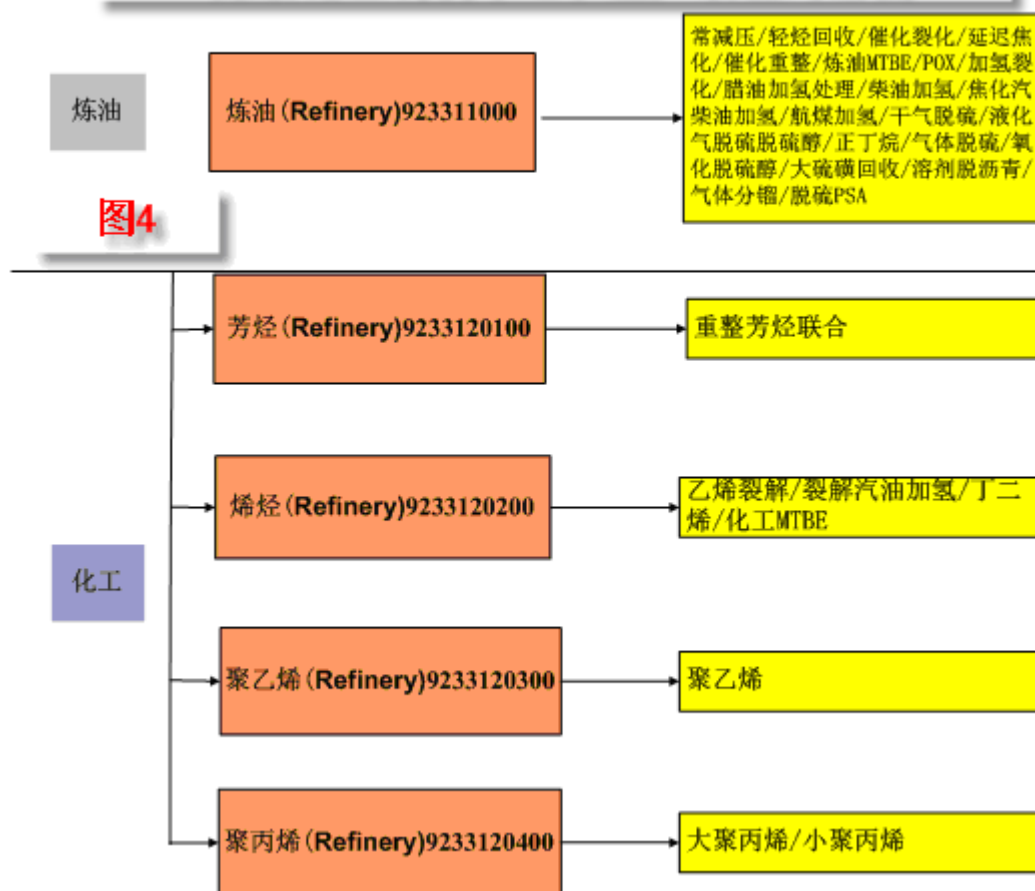 炼油
炼油(Refinery)923311000
常减压/轻烃回收/催化裂化/延迟焦
化/催化重整/炼油MTBE/POX/加氢裂
化/腊油加氢处理/柴油加氢/焦化汽
柴油加氢/航煤加氢/干气脱硫/液化
气脱硫脱硫醇/正丁烷/气体脱硫/氧
化脱硫醇/大硫磺回收/溶剂脱沥青/
气体分镏/脱硫PSA
图4
芳烃(Refinery)9233120100
重整芳烃联合
烯烃(Refinery)9233120200
乙烯裂解/裂解汽油加氢/丁二
烯/化工MTBE
化工
聚乙烯(Refinery)9233120300
聚乙烯
聚丙烯(Refinery)9233120400
大聚丙烯/小聚丙烯